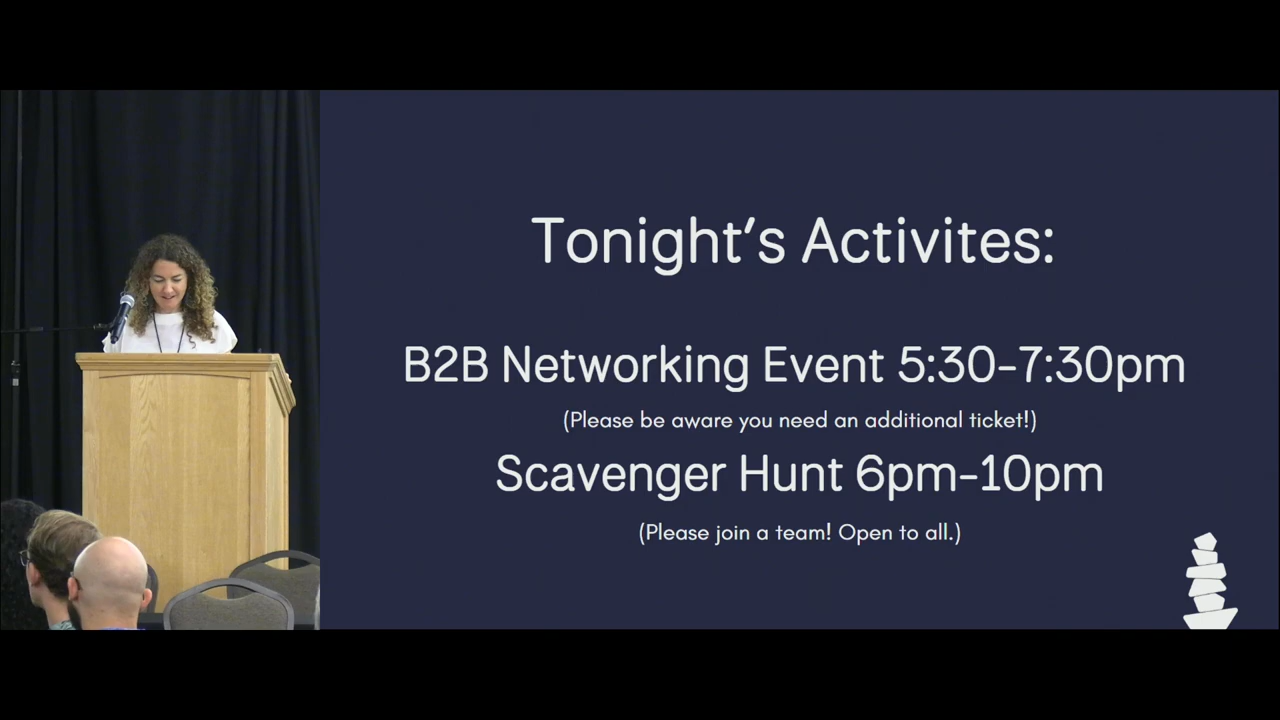 Tonight's Activites:
B2B Networking Event 5:30-7:30pm
(Please be aware you need an additional ticket!)
Scavenger Hunt 6pm-10pm
(Please join a team! Open to all.)